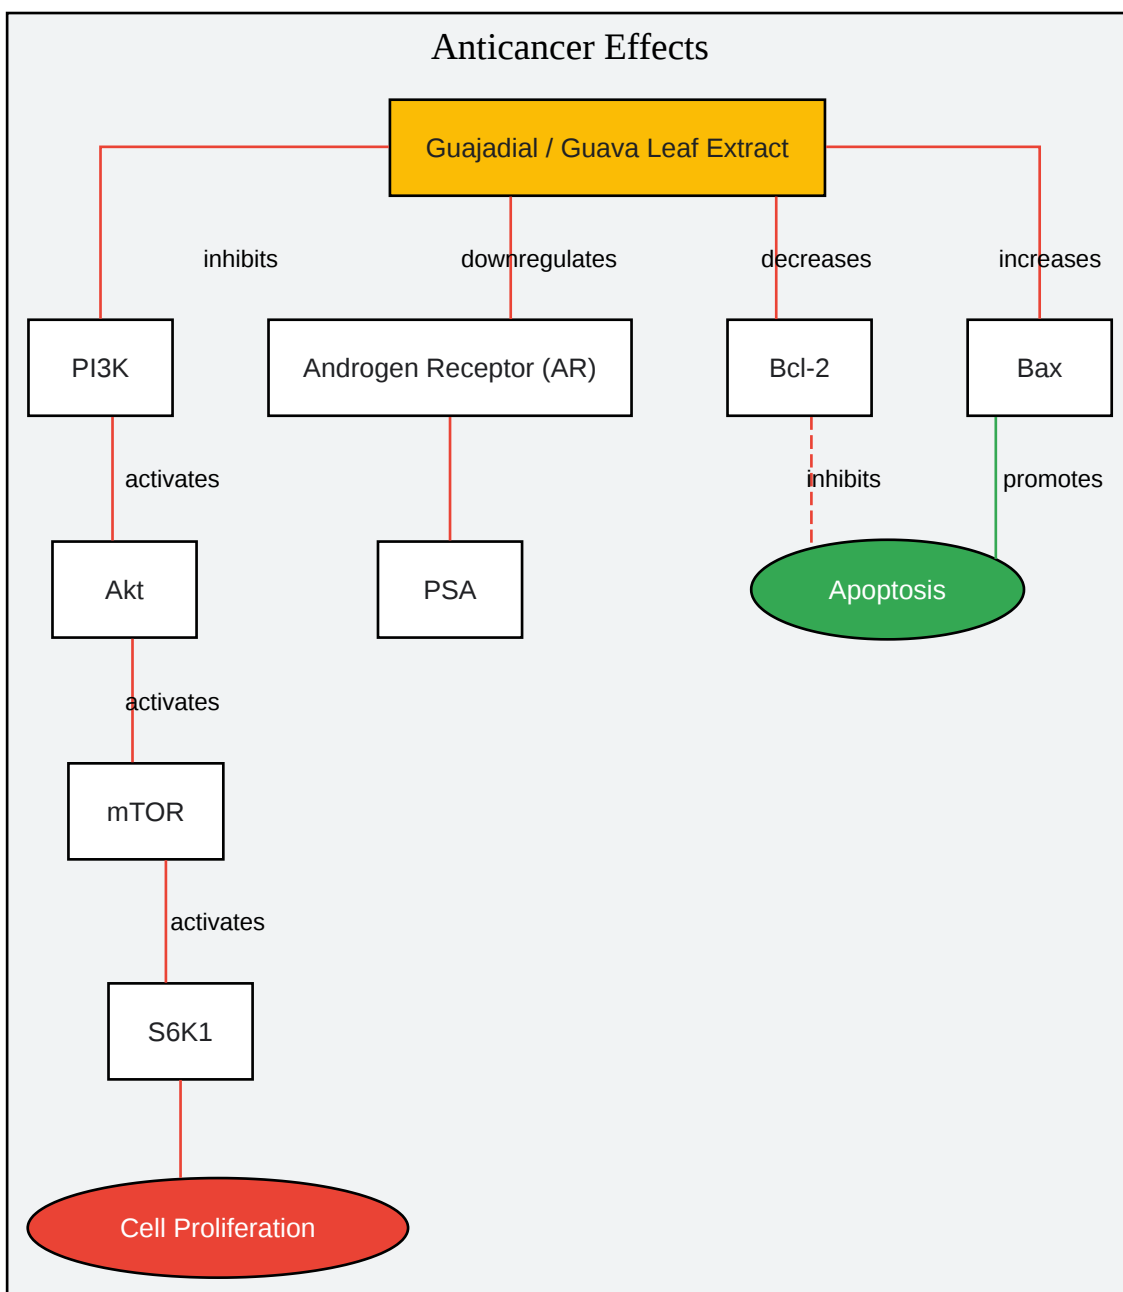 Anticancer Effects
Guajadial / Guava Leaf Extract
inhibits
downregulates
decreases
increases
PI3K
Androgen Receptor (AR)
Bcl-2
Bax
activates
inhibits
promotes
Akt
PSA
Apoptosis
activates
mTOR
activates
S6K1
Cell Proliferation